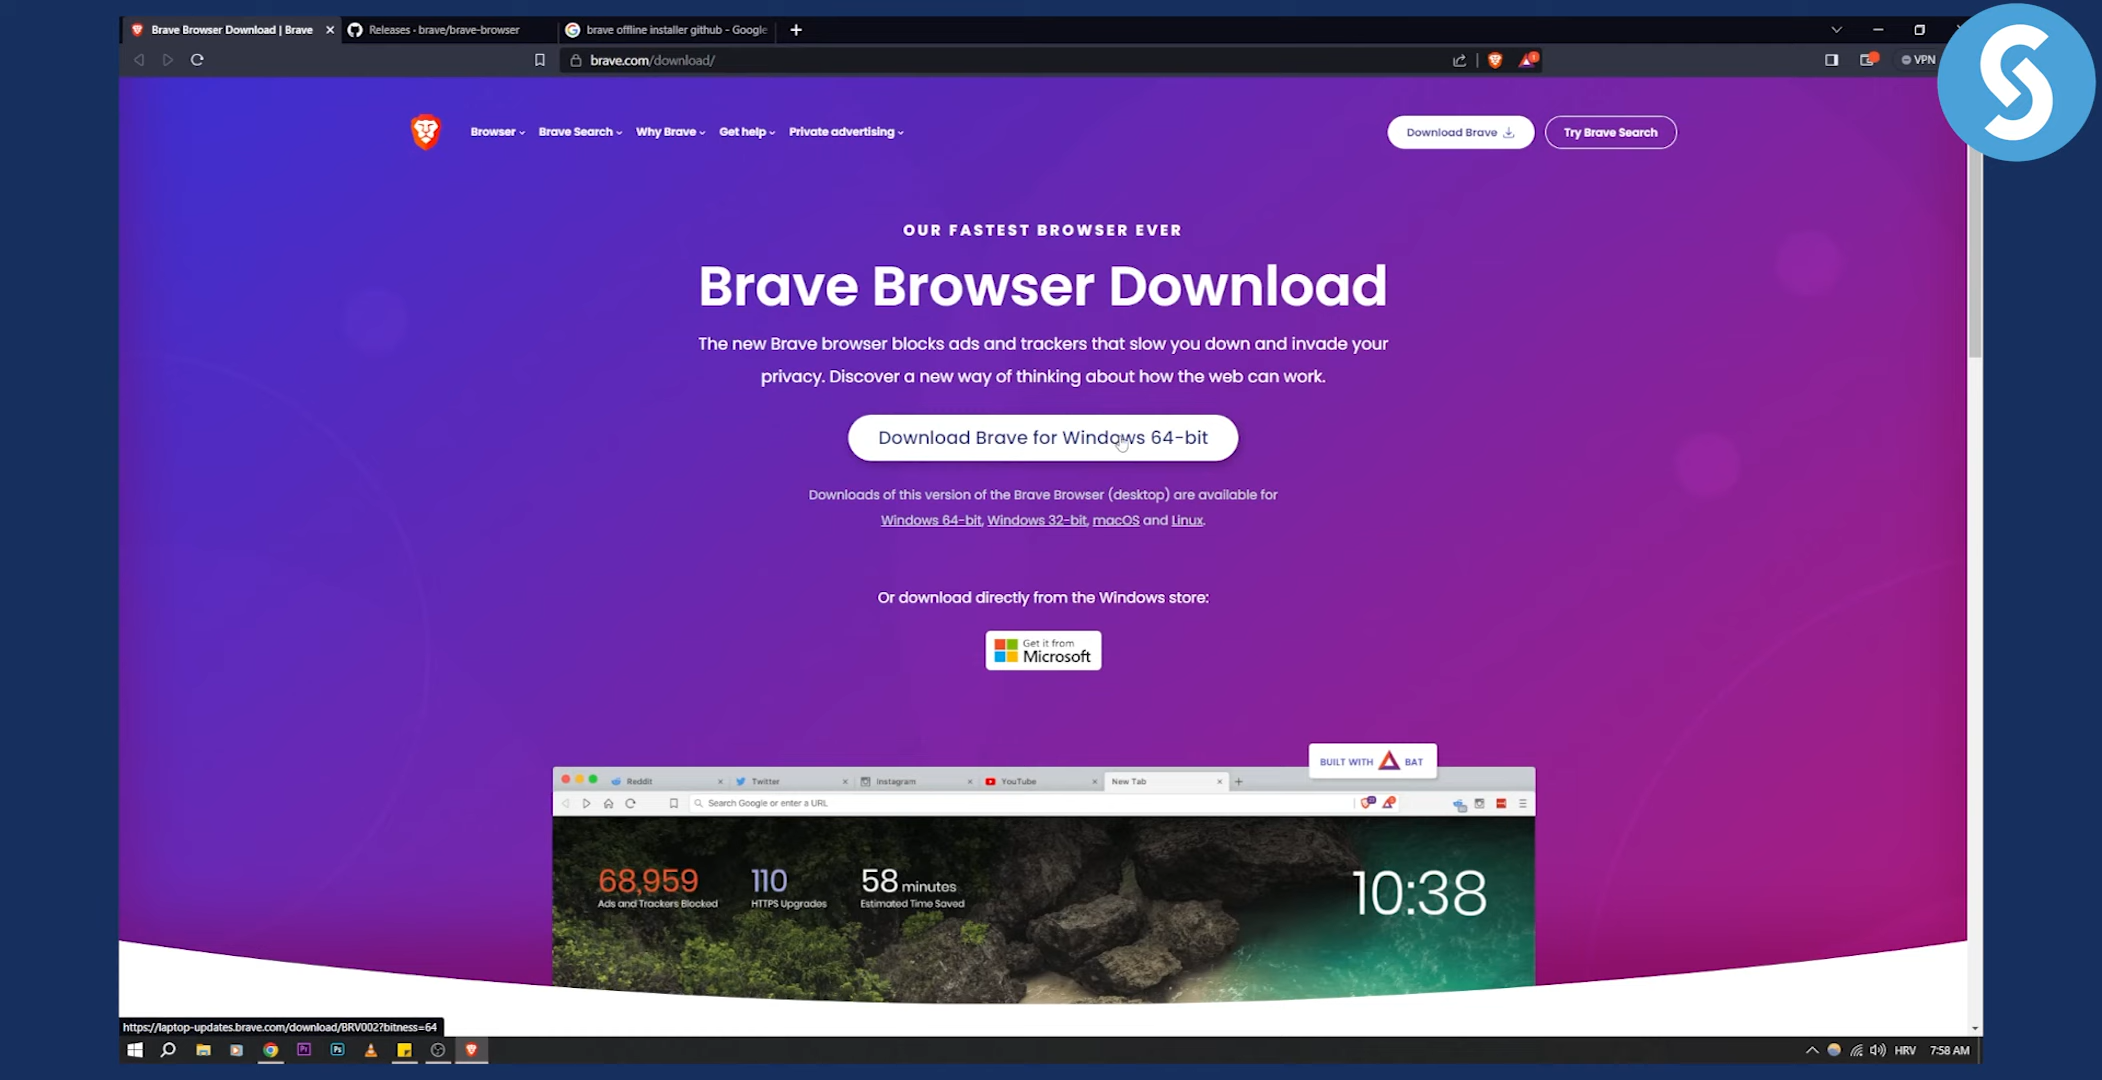 Brave Browser Download | Brave
Releases · brave/brave-browser
brave offline installer github - Google
brave.com/download/
VPN
Browser
Brave Search
Why Brave
Get help
Private advertising
Download Brave
Try Brave Search
OUR FASTEST BROWSER EVER
Brave Browser Download
The new Brave browser blocks ads and trackers that slow you down and invade your
privacy. Discover a new way of thinking about how the web can work.
Download Brave for Windows 64-bit
Downloads of this version of the Brave Browser (desktop) are available for
Windows 64-bit, Windows 32-bit, macOS and Linux.
Or download directly from the Windows store:
Get it from
Microsoft
BUILT WITH BAT
Reddit
Twitter
Instagram
YouTube
New Tab
Search Google or enter a URL
68,959
Ads and Trackers Blocked
110
HTTPS Upgrades
58 minutes
Estimated Time Saved
10:38
https://laptop-updates.brave.com/download/BRV002?bitness=64
Pr
Ps
HRV
7:58 AM